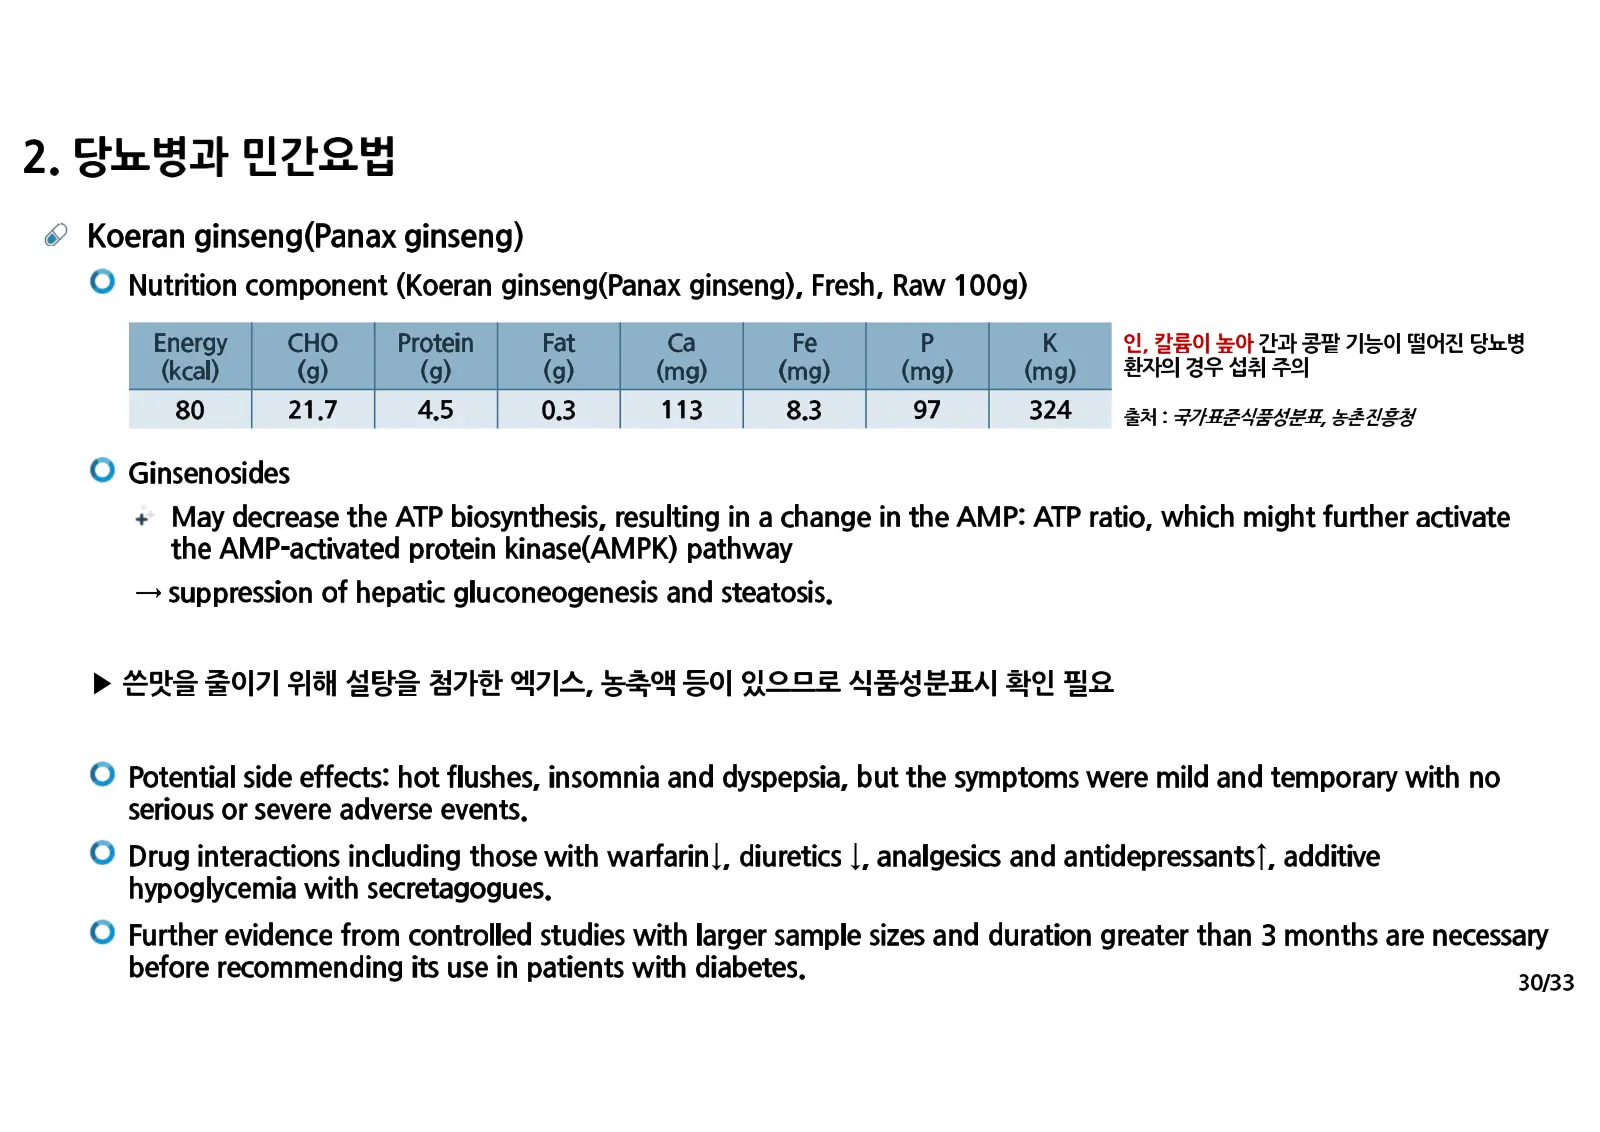 2. 당뇨병과 민간요법
Koeran ginseng(Panax ginseng)
Nutrition component (Koeran ginseng(Panax ginseng), Fresh, Raw 100g)
Energy (kcal) CHO (g) Protein (g) Fat (g) Ca (mg) Fe (mg) P (mg) K (mg)
80 21.7 4.5 0.3 113 8.3 97 324
인, 칼륨이 높아 간과 콩팥 기능이 떨어진 당뇨병
환자의 경우 섭취 주의
출처 : 국가표준식품성분표, 농촌진흥청
Ginsenosides
May decrease the ATP biosynthesis, resulting in a change in the AMP: ATP ratio, which might further activate
the AMP-activated protein kinase(AMPK) pathway
→ suppression of hepatic gluconeogenesis and steatosis.
▶ 쓴맛을 줄이기 위해 설탕을 첨가한 엑기스, 농축액 등이 있으므로 식품성분표시 확인 필요
Potential side effects: hot flushes, insomnia and dyspepsia, but the symptoms were mild and temporary with no
serious or severe adverse events.
Drug interactions including those with warfarin↓, diuretics ↓, analgesics and antidepressants↑, additive
hypoglycemia with secretagogues.
Further evidence from controlled studies with larger sample sizes and duration greater than 3 months are necessary
before recommending its use in patients with diabetes.
30/33